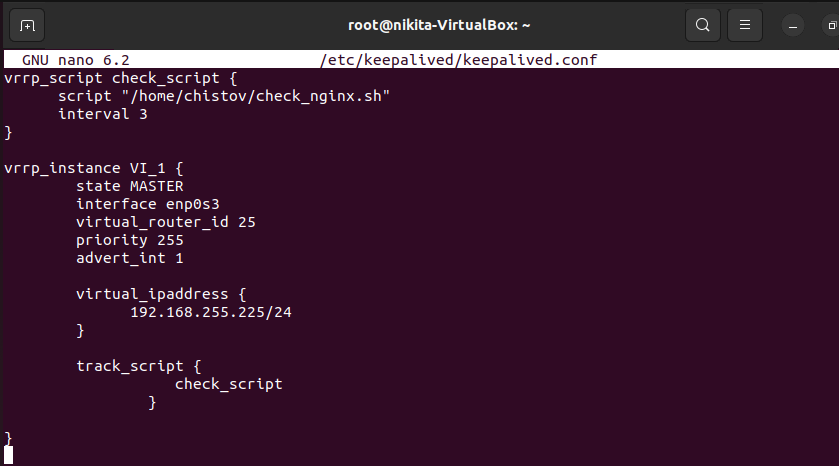 root@nikita-VirtualBox: ~
GNU nano 6.2 /etc/keepalived/keepalived.conf
vrrp_script check_script {
script "/home/chistov/check_nginx.sh"
interval 3
}
vrrp_instance VI_1 {
state MASTER
interface enp0s3
virtual_router_id 25
priority 255
advert_int 1
virtual_ipaddress {
192.168.255.225/24
}
track_script {
check_script
}
}